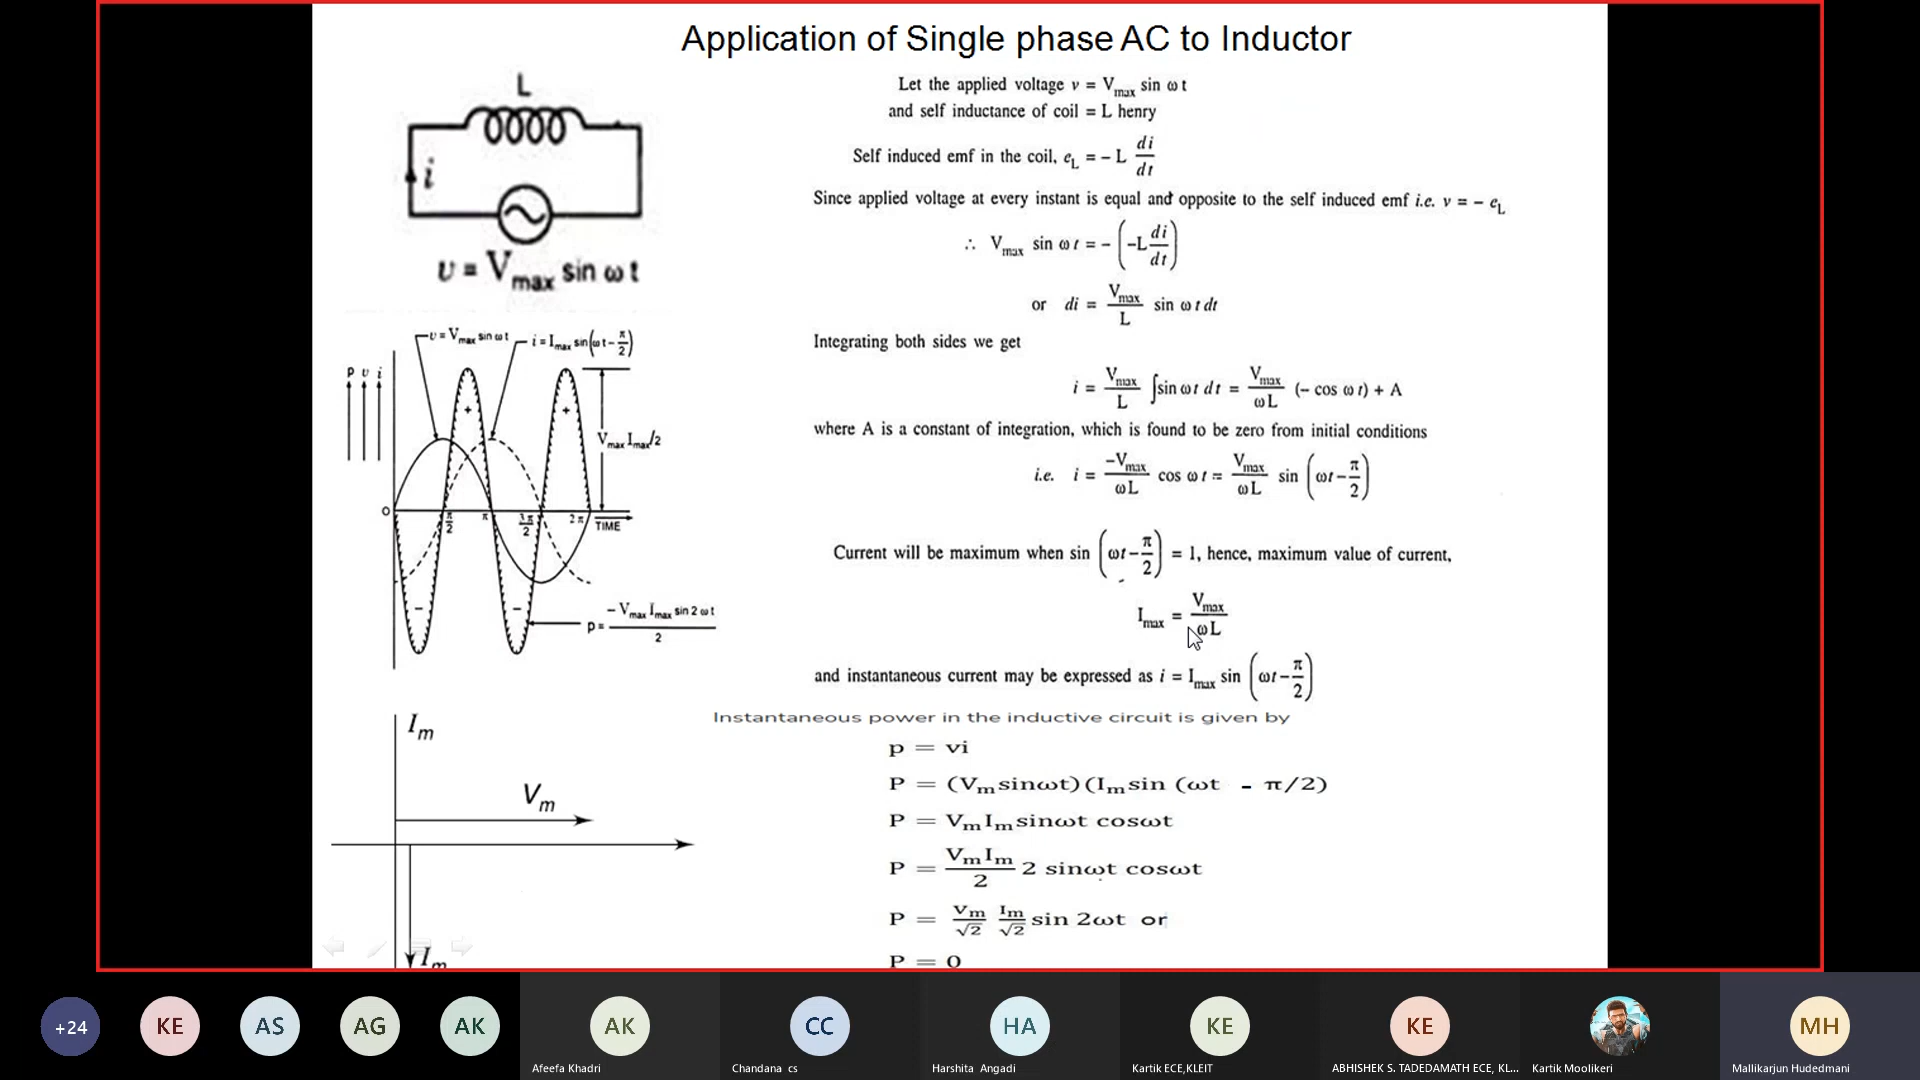 Application of Single phase AC to Inductor
L
i
υ = Vmax sin ω t
Let the applied voltage v = Vmax sin ω t
and self inductance of coil = L henry
Self induced emf in the coil, eL = – L di/dt
Since applied voltage at every instant is equal and opposite to the self induced emf i.e. v = – eL
∴ Vmax sin ω t = – (–L di/dt)
or di = Vmax/L sin ω t dt
Integrating both sides we get
i = Vmax/L ∫sin ω t dt = Vmax/ωL (– cos ω t) + A
where A is a constant of integration, which is found to be zero from initial conditions
i.e. i = –Vmax/ωL cos ω t = Vmax/ωL sin (ωt – π/2)
Current will be maximum when sin (ωt – π/2) = 1, hence, maximum value of current,
Imax = Vmax/ωL
and instantaneous current may be expressed as i = Imax sin (ωt – π/2)
υ = Vmax sin ω t
i = Imax sin(ωt – π/2)
P υ i
+ +
Vmax Imax/2
O π/2 π 3π/2 2π TIME
– –
p = –Vmax Imax sin 2 ω t / 2
Im
Vm
Im
Instantaneous power in the inductive circuit is given by
p = vi
P = (Vm sinωt)(Im sin (ωt - π/2)
P = VmIm sinωt cosωt
P = VmIm/2 2 sinωt cosωt
P = Vm/√2 Im/√2 sin 2ωt or
P = 0
+24
KE
AS
AG
AK
AK
CC
HA
KE
KE
MH
Afeefa Khadri
Chandana cs
Harshita Angadi
Kartik ECE,KLEIT
ABHISHEK S. TADEDAMATH ECE, KL...
Kartik Moolikeri
Mallikarjun Hudedmani